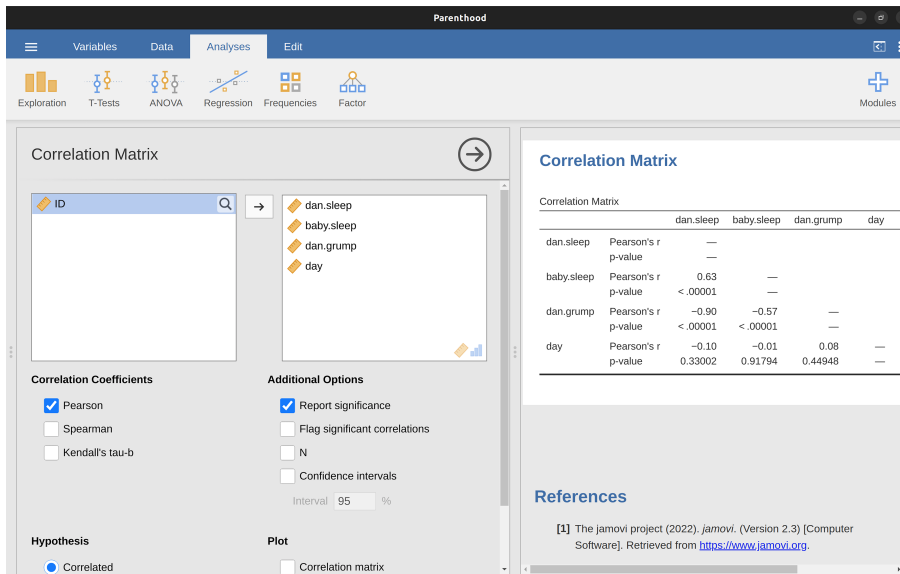 Parenthood
Variables Data Analyses Edit
Exploration T-Tests ANOVA Regression Frequencies Factor Modules
Correlation Matrix
ID
dan.sleep
baby.sleep
dan.grump
day
Correlation Coefficients
Pearson
Spearman
Kendall's tau-b
Additional Options
Report significance
Flag significant correlations
N
Confidence intervals
Interval 95 %
Hypothesis
Correlated
Plot
Correlation matrix
Correlation Matrix
Correlation Matrix
dan.sleep baby.sleep dan.grump day
dan.sleep Pearson's r —
p-value —
baby.sleep Pearson's r 0.63 —
p-value < .00001 —
dan.grump Pearson's r −0.90 −0.57 —
p-value < .00001 < .00001 —
day Pearson's r −0.10 −0.01 0.08 —
p-value 0.33002 0.91794 0.44948 —
References
[1] The jamovi project (2022). jamovi. (Version 2.3) [Computer
Software]. Retrieved from https://www.jamovi.org.